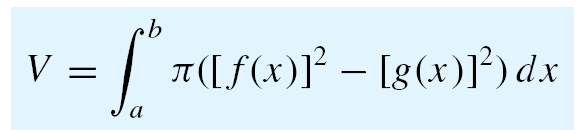 V = ∫_a^b π([f(x)]² − [g(x)]²) dx